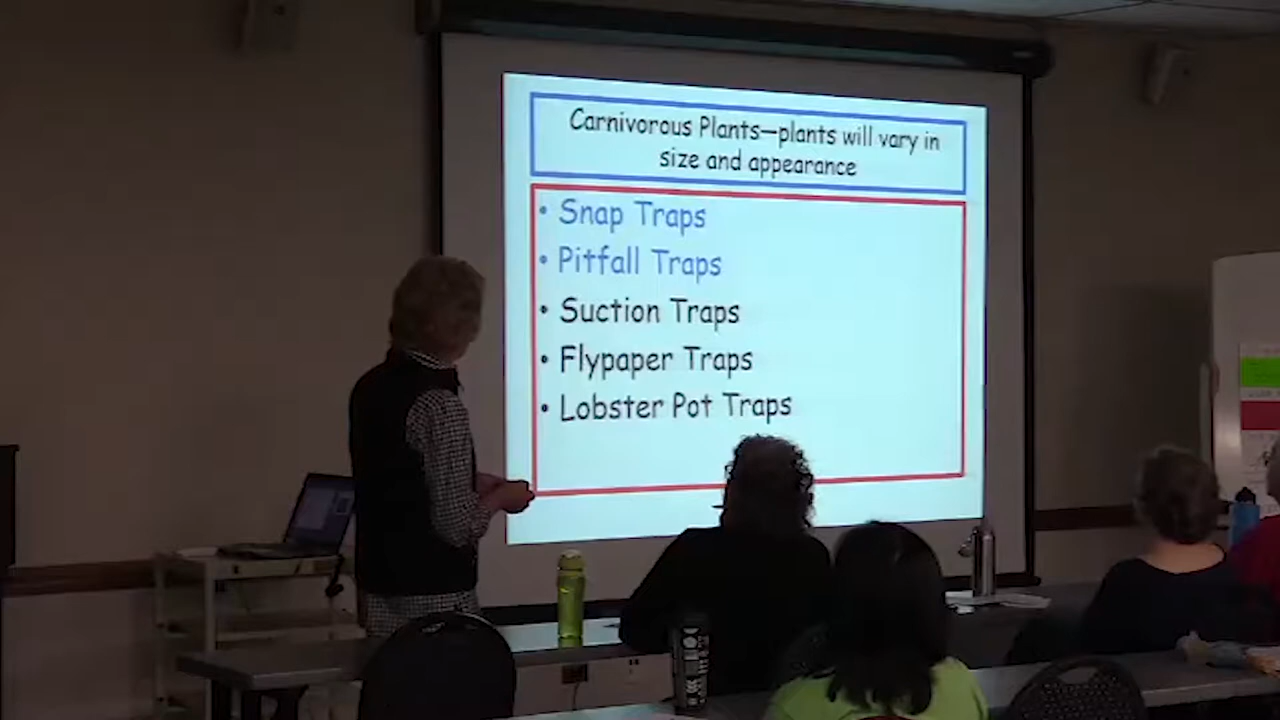 Carnivorous Plants—plants will vary in
size and appearance
• Snap Traps
• Pitfall Traps
• Suction Traps
• Flypaper Traps
• Lobster Pot Traps